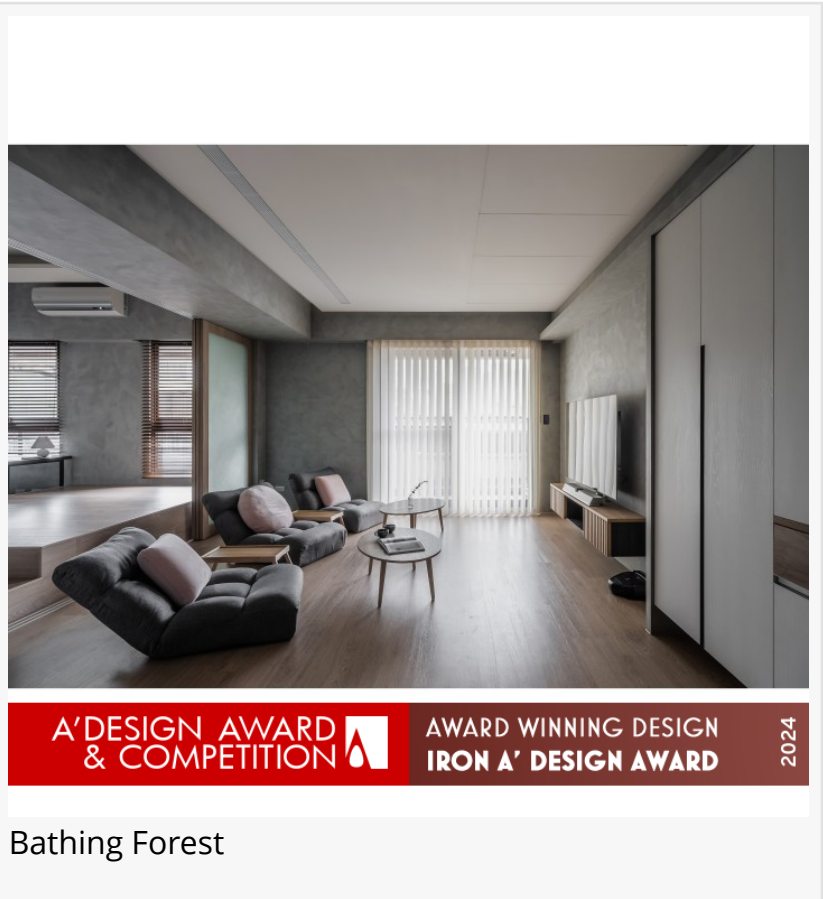 A'DESIGN AWARD
& COMPETITION
AWARD WINNING DESIGN
IRON A' DESIGN AWARD
2024
Bathing Forest